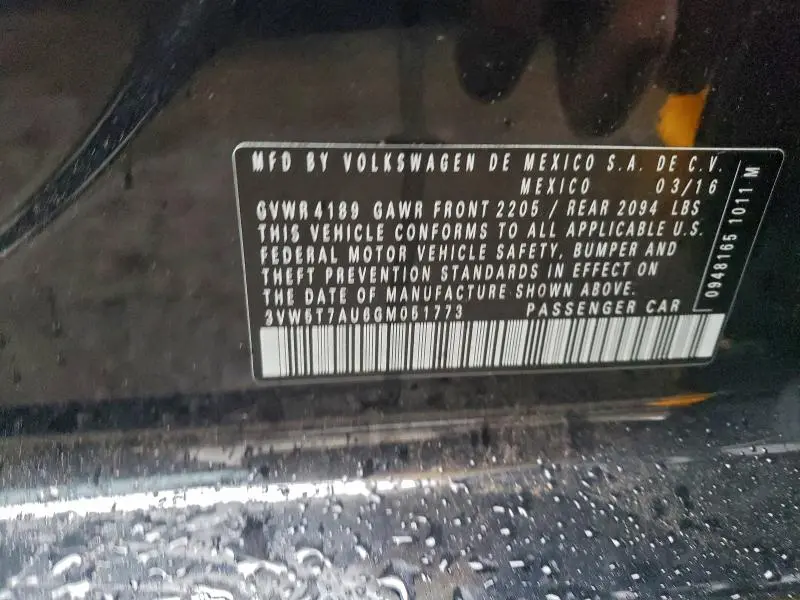 MFD BY VOLKSWAGEN DE MEXICO S.A. DE C.V.
MEXICO 03/16
GVWR 4189 GAWR FRONT 2205 / REAR 2094 LBS
THIS VEHICLE CONFORMS TO ALL APPLICABLE U.S.
FEDERAL MOTOR VEHICLE SAFETY, BUMPER AND
THEFT PREVENTION STANDARDS IN EFFECT ON
THE DATE OF MANUFACTURE SHOWN ABOVE.
3VW5T7AU6GM051773 PASSENGER CAR
0948165 1011 M